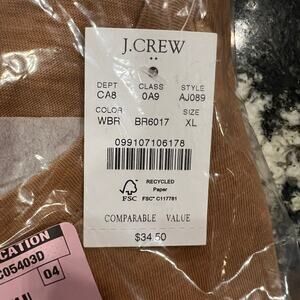 J.CREW
DEPT CLASS STYLE
CA8 0A9 AJ089
COLOR SIZE
WBR BR6017 XL
099107106178
FSC
RECYCLED
Paper
FSC® C117781
COMPARABLE VALUE
$34.50
CATION
C05403D
04